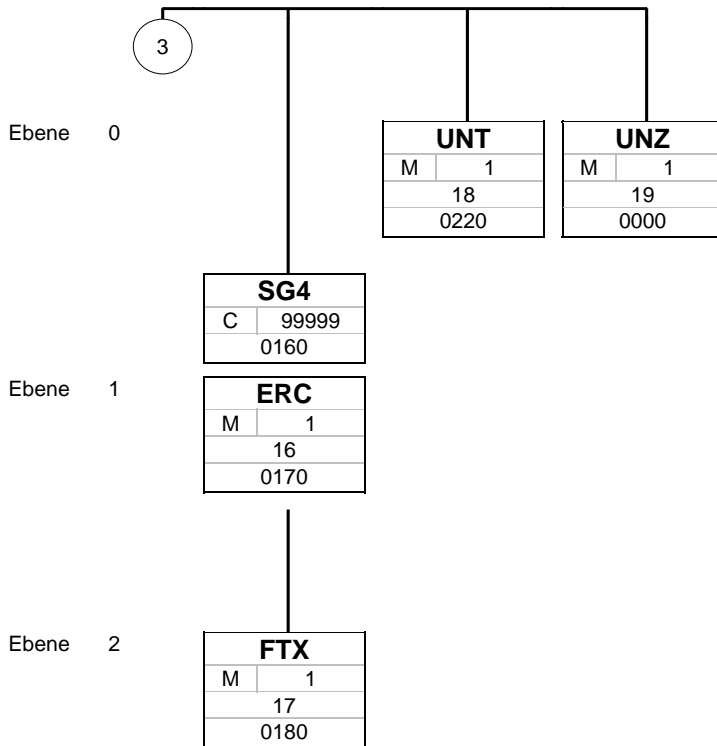 3
Ebene 0
UNT UNZ
M 1 M 1
18 19
0220 0000
SG4
C 99999
0160
Ebene 1
ERC
M 1
16
0170
Ebene 2
FTX
M 1
17
0180